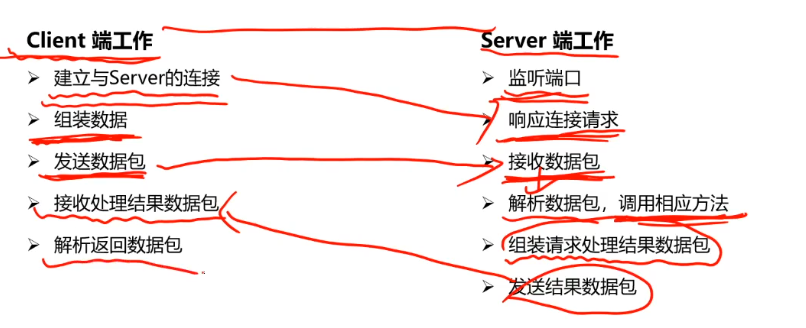 Client 端工作
建立与Server的连接
组装数据
发送数据包
接收处理结果数据包
解析返回数据包
Server 端工作
监听端口
响应连接请求
接收数据包
解析数据包，调用相应方法
组装请求处理结果数据包
发送结果数据包